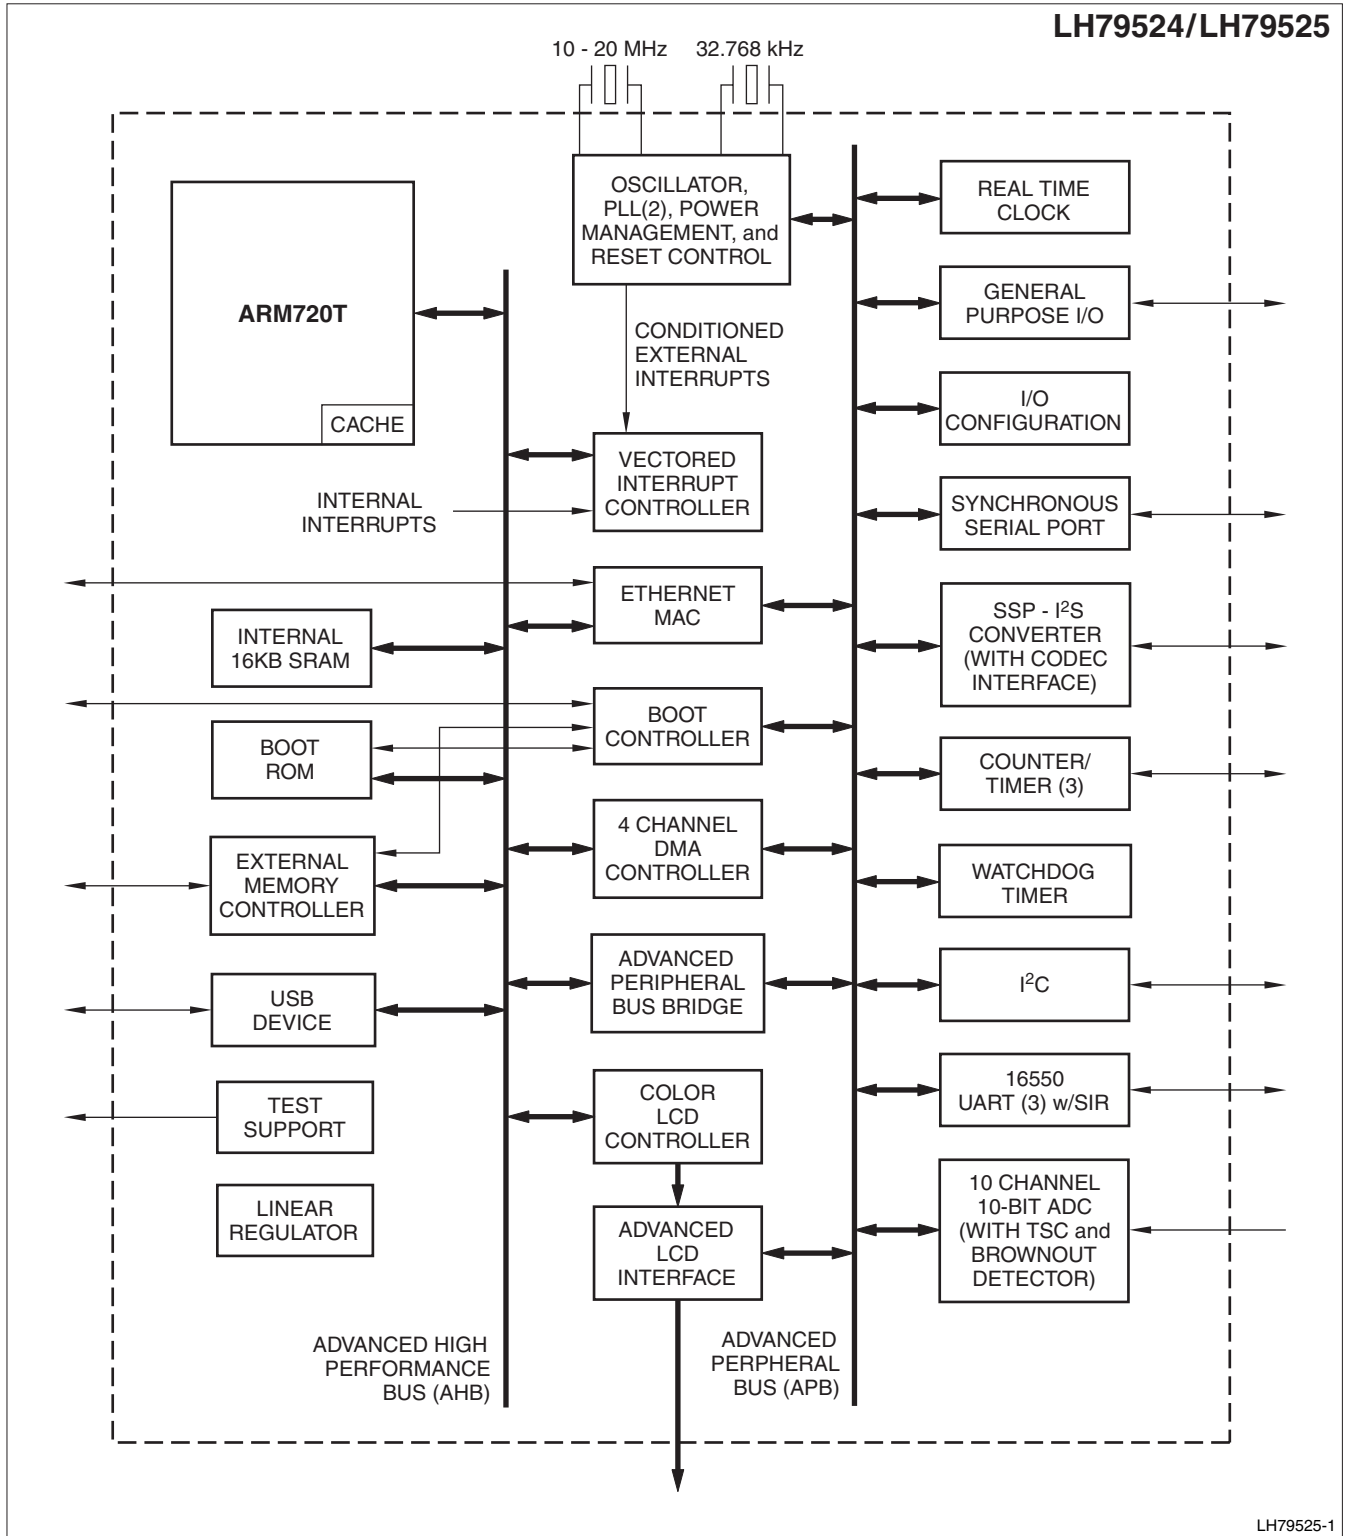 LH79524/LH79525
10 - 20 MHz
32.768 kHz
OSCILLATOR,
PLL(2), POWER
MANAGEMENT, and
RESET CONTROL
REAL TIME
CLOCK
ARM720T
CACHE
GENERAL
PURPOSE I/O
CONDITIONED
EXTERNAL
INTERRUPTS
I/O
CONFIGURATION
VECTORED
INTERRUPT
CONTROLLER
INTERNAL
INTERRUPTS
SYNCHRONOUS
SERIAL PORT
ETHERNET
MAC
INTERNAL
16KB SRAM
SSP - I²S
CONVERTER
(WITH CODEC
INTERFACE)
BOOT
CONTROLLER
BOOT
ROM
COUNTER/
TIMER (3)
4 CHANNEL
DMA
CONTROLLER
EXTERNAL
MEMORY
CONTROLLER
WATCHDOG
TIMER
ADVANCED
PERIPHERAL
BUS BRIDGE
I²C
USB
DEVICE
COLOR
LCD
CONTROLLER
16550
UART (3) w/SIR
TEST
SUPPORT
LINEAR
REGULATOR
ADVANCED
LCD
INTERFACE
10 CHANNEL
10-BIT ADC
(WITH TSC and
BROWNOUT
DETECTOR)
ADVANCED HIGH
PERFORMANCE
BUS (AHB)
ADVANCED
PERPHERAL
BUS (APB)
LH79525-1